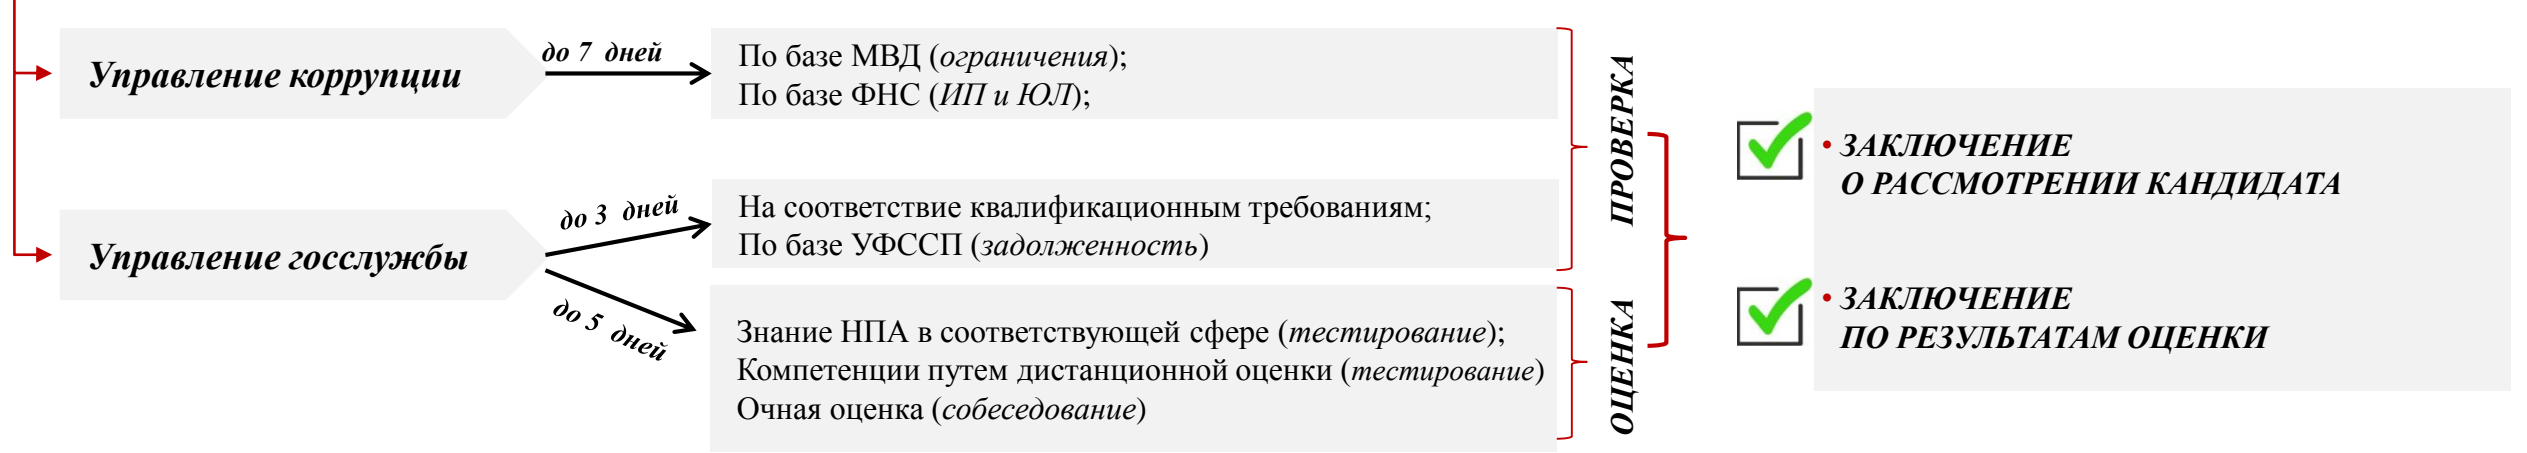 Управление коррупции
до 7 дней
По базе МВД (ограничения);
По базе ФНС (ИП и ЮЛ);
Управление госслужбы
до 3 дней
На соответствие квалификационным требованиям;
По базе УФССП (задолженность)
до 5 дней
Знание НПА в соответствующей сфере (тестирование);
Компетенции путем дистанционной оценки (тестирование)
Очная оценка (собеседование)
ПРОВЕРКА
ОЦЕНКА
• ЗАКЛЮЧЕНИЕ
О РАССМОТРЕНИИ КАНДИДАТА
• ЗАКЛЮЧЕНИЕ
ПО РЕЗУЛЬТАТАМ ОЦЕНКИ